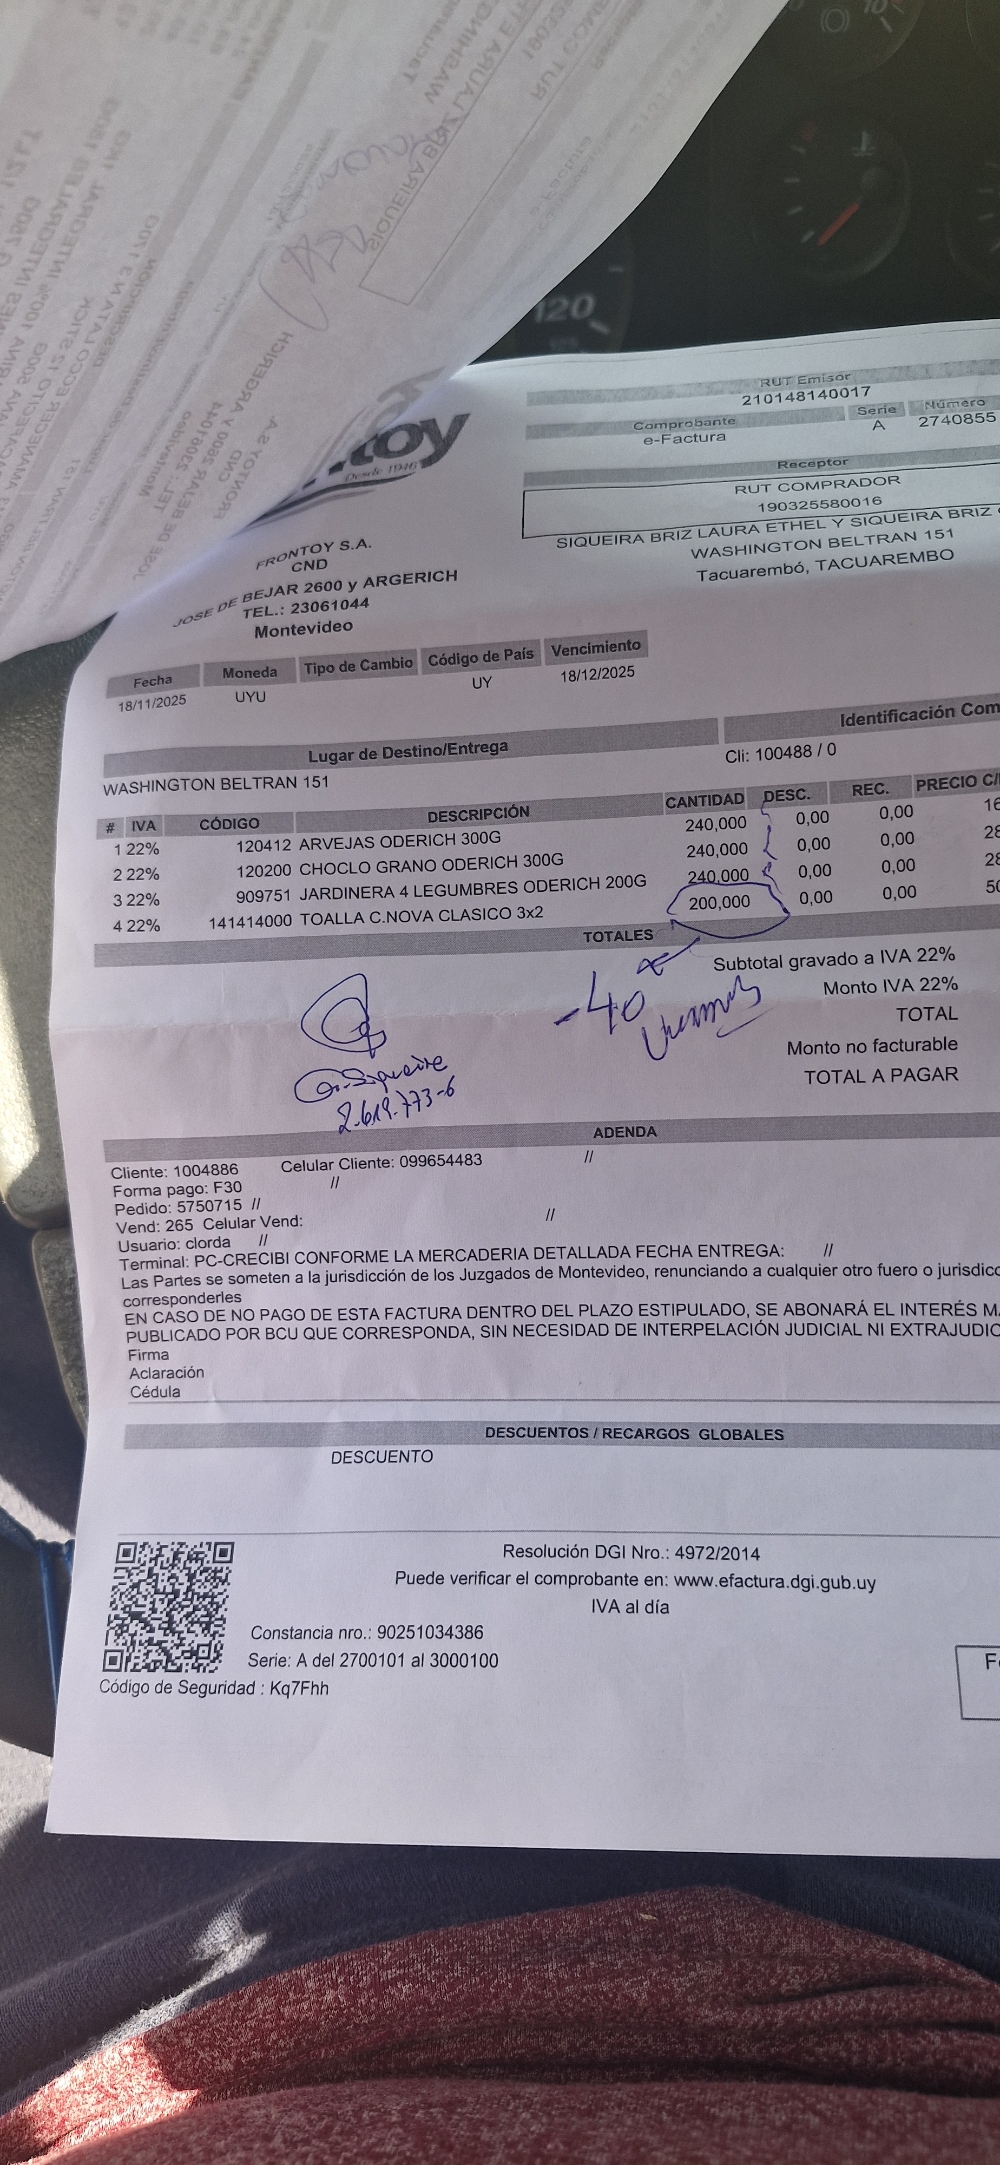 120
toy
Desde 1946
RUT Emisor
210148140017
Comprobante Serie Número
e-Factura A 2740855
Receptor
RUT COMPRADOR
190325580016
SIQUEIRA BRIZ LAURA ETHEL Y SIQUEIRA BRIZ
WASHINGTON BELTRAN 151
Tacuarembó, TACUAREMBO
FRONTOY S.A.
CND
JOSE DE BEJAR 2600 y ARGERICH
TEL.: 23061044
Montevideo
Fecha Moneda Tipo de Cambio Código de País Vencimiento
18/11/2025 UYU UY 18/12/2025
Lugar de Destino/Entrega Identificación Com
WASHINGTON BELTRAN 151 Cli: 100488 / 0
# IVA CÓDIGO DESCRIPCIÓN CANTIDAD DESC. REC. PRECIO C/I
1 22% 120412 ARVEJAS ODERICH 300G 240,000 0,00 0,00 16
2 22% 120200 CHOCLO GRANO ODERICH 300G 240,000 0,00 0,00 28
3 22% 909751 JARDINERA 4 LEGUMBRES ODERICH 200G 240,000 0,00 0,00 28
4 22% 141414000 TOALLA C.NOVA CLASICO 3x2 200,000 0,00 0,00 50
TOTALES
Subtotal gravado a IVA 22%
-40
Monto IVA 22%
TOTAL
Monto no facturable
TOTAL A PAGAR
G. Siqueira
2.619.773-6
ADENDA
Cliente: 1004886 Celular Cliente: 099654483 //
Forma pago: F30 //
Pedido: 5750715 //
Vend: 265 Celular Vend: //
Usuario: clorda //
Terminal: PC-CRECIBI CONFORME LA MERCADERIA DETALLADA FECHA ENTREGA: //
Las Partes se someten a la jurisdicción de los Juzgados de Montevideo, renunciando a cualquier otro fuero o jurisdicc
corresponderles
EN CASO DE NO PAGO DE ESTA FACTURA DENTRO DEL PLAZO ESTIPULADO, SE ABONARÁ EL INTERÉS M
PUBLICADO POR BCU QUE CORRESPONDA, SIN NECESIDAD DE INTERPELACIÓN JUDICIAL NI EXTRAJUDIC
Firma
Aclaración
Cédula
DESCUENTOS / RECARGOS GLOBALES
DESCUENTO
Resolución DGI Nro.: 4972/2014
Puede verificar el comprobante en: www.efactura.dgi.gub.uy
IVA al día
Constancia nro.: 90251034386
Serie: A del 2700101 al 3000100
Código de Seguridad : Kq7Fhh